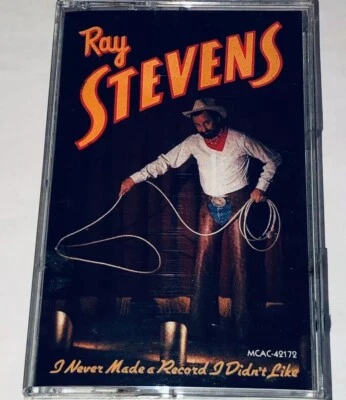 Ray
STEVENS
MCAC-42172
I Never Made a Record I Didn't Like